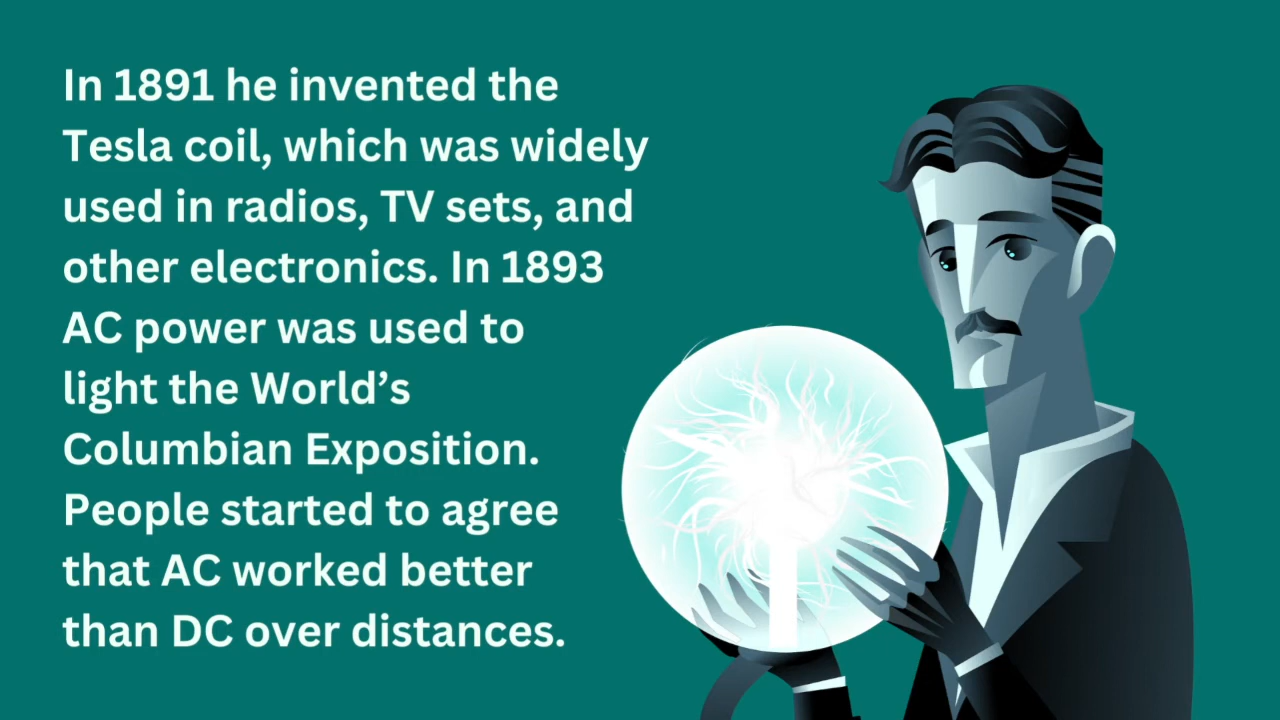 In 1891 he invented the
Tesla coil, which was widely
used in radios, TV sets, and
other electronics. In 1893
AC power was used to
light the World’s
Columbian Exposition.
People started to agree
that AC worked better
than DC over distances.